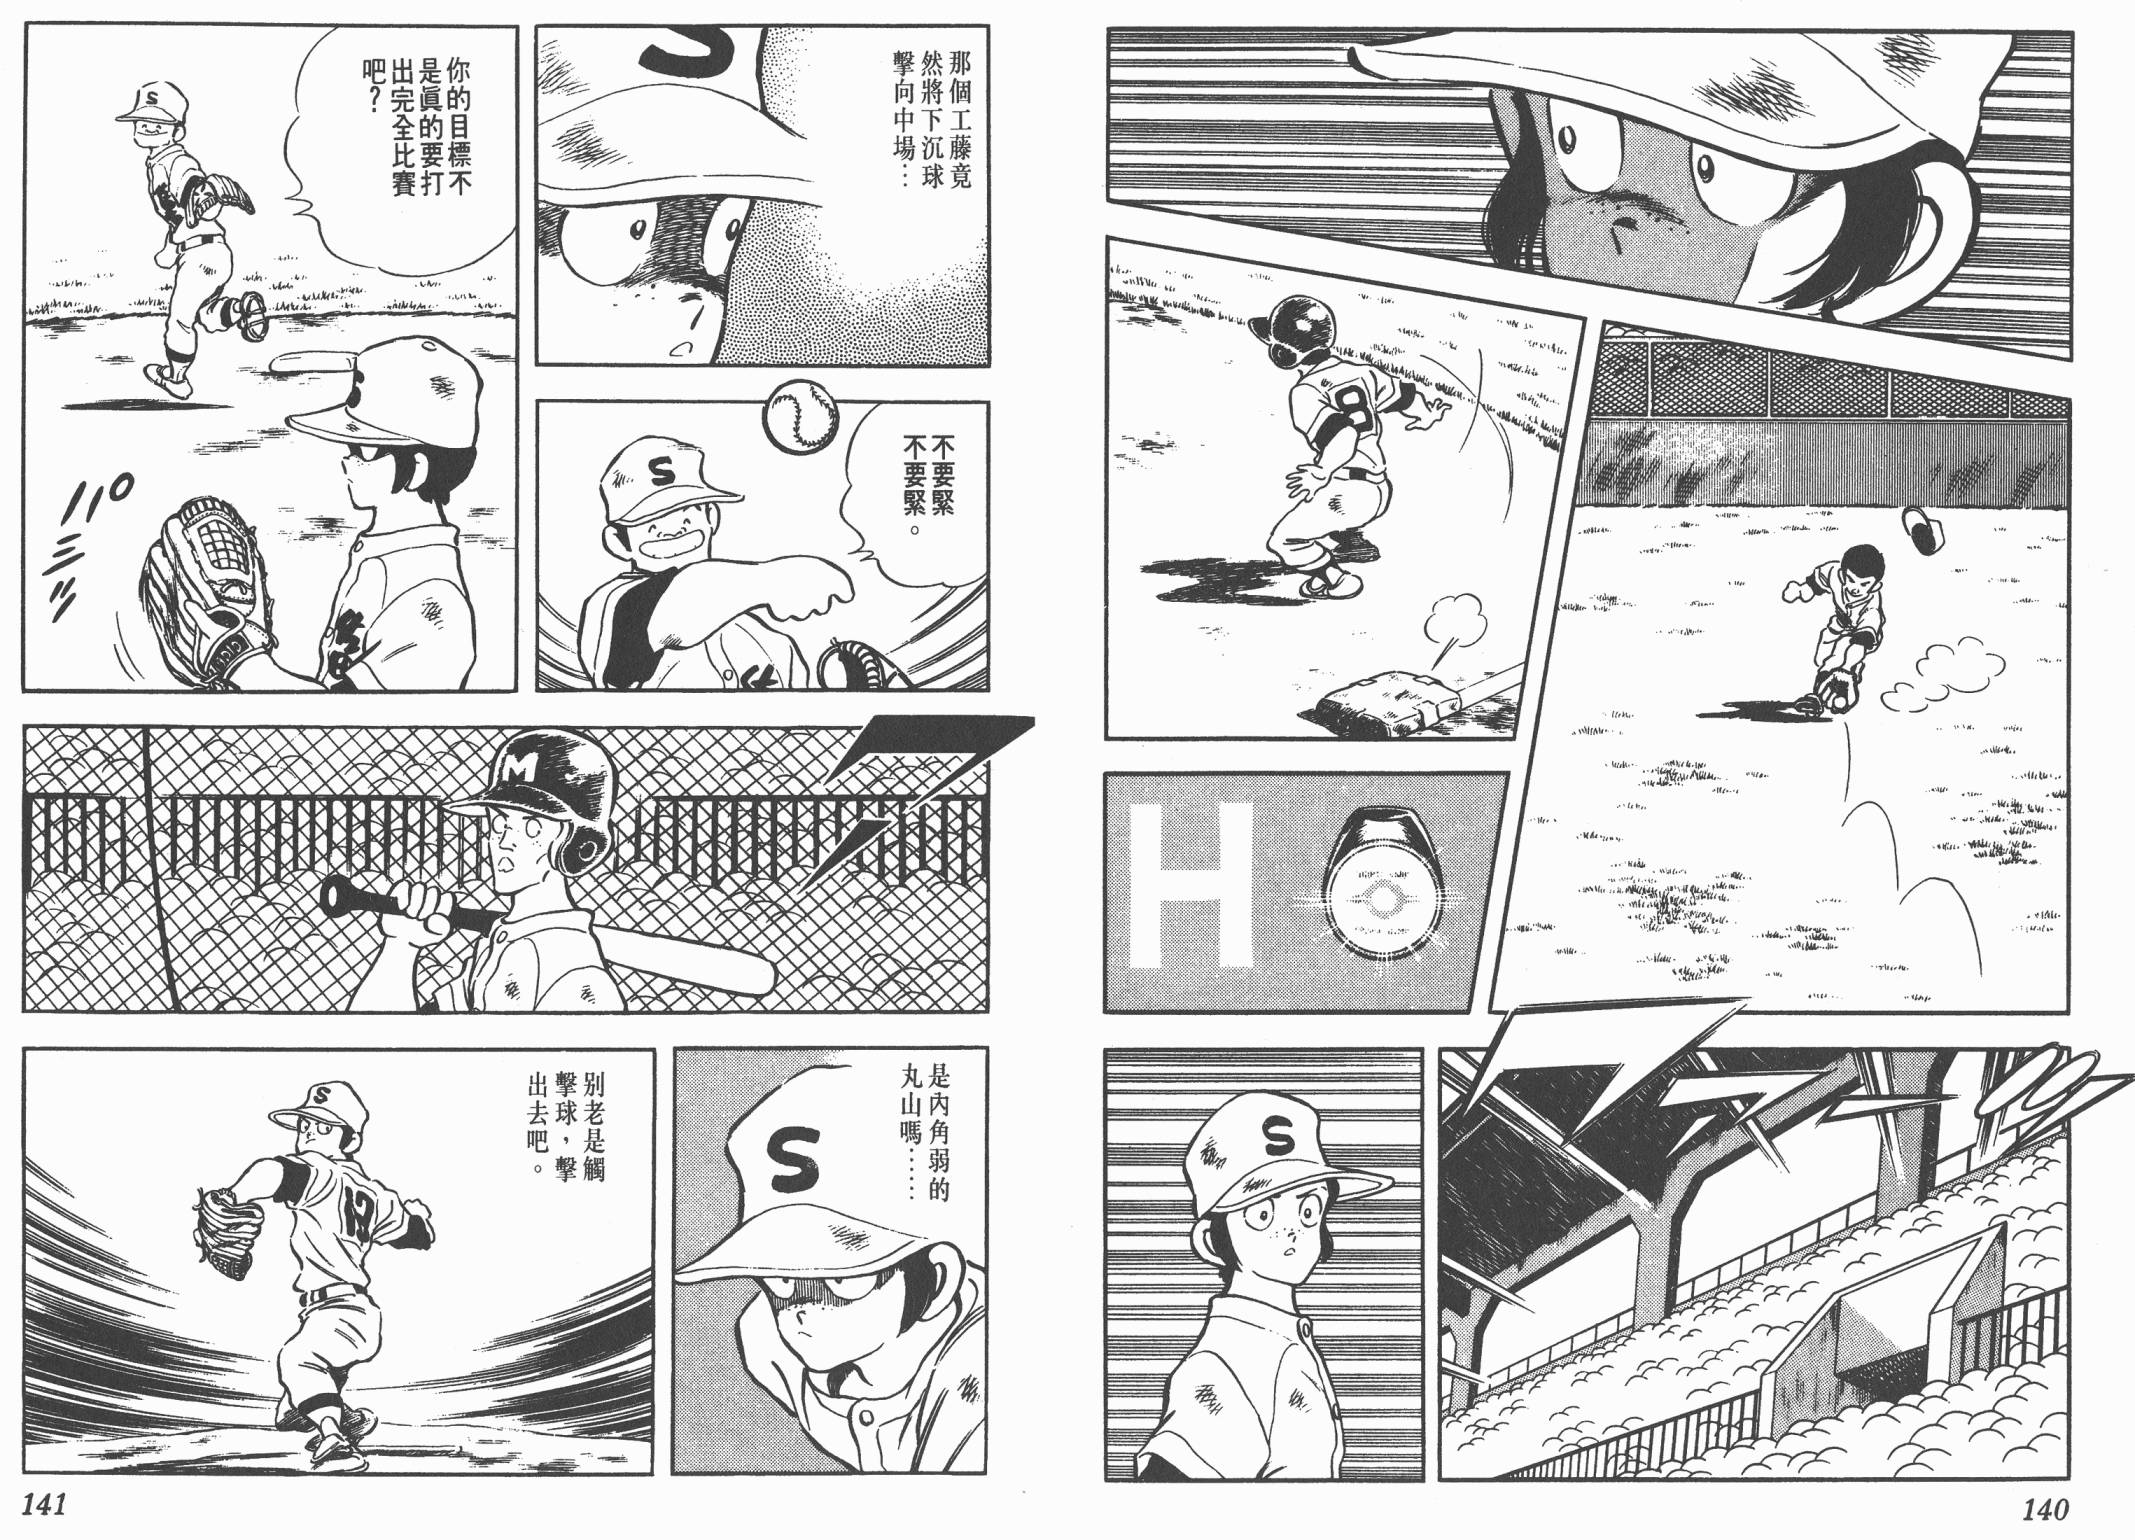 H
S
140
那個工藤竟
然將下沉球
擊向中場…
S
不要緊
不要緊。
S
你的目標不
是眞的要打
出完全比賽
吧？
S
M
是內角弱的
丸山嗎……
S
別老是觸
擊球，擊
出去吧。
S
141